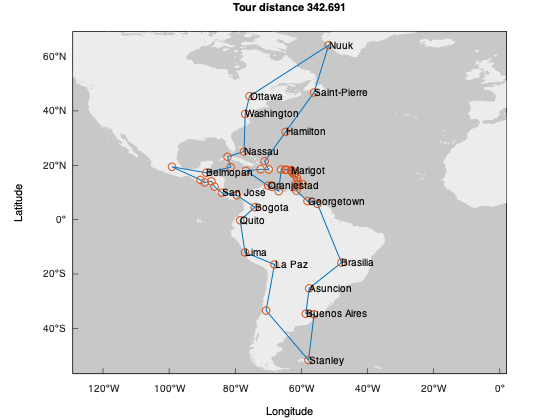 Tour distance 342.691
60°N
40°N
20°N
0°
20°S
40°S
Latitude
Nuuk
Ottawa
Saint-Pierre
Washington
Hamilton
Nassau
Belmopan
Marigot
Oranjestad
San Jose
Georgetown
Bogota
Quito
Lima
La Paz
Brasilia
Asuncion
Buenos Aires
Stanley
120°W
100°W
80°W
60°W
40°W
20°W
0°
Longitude